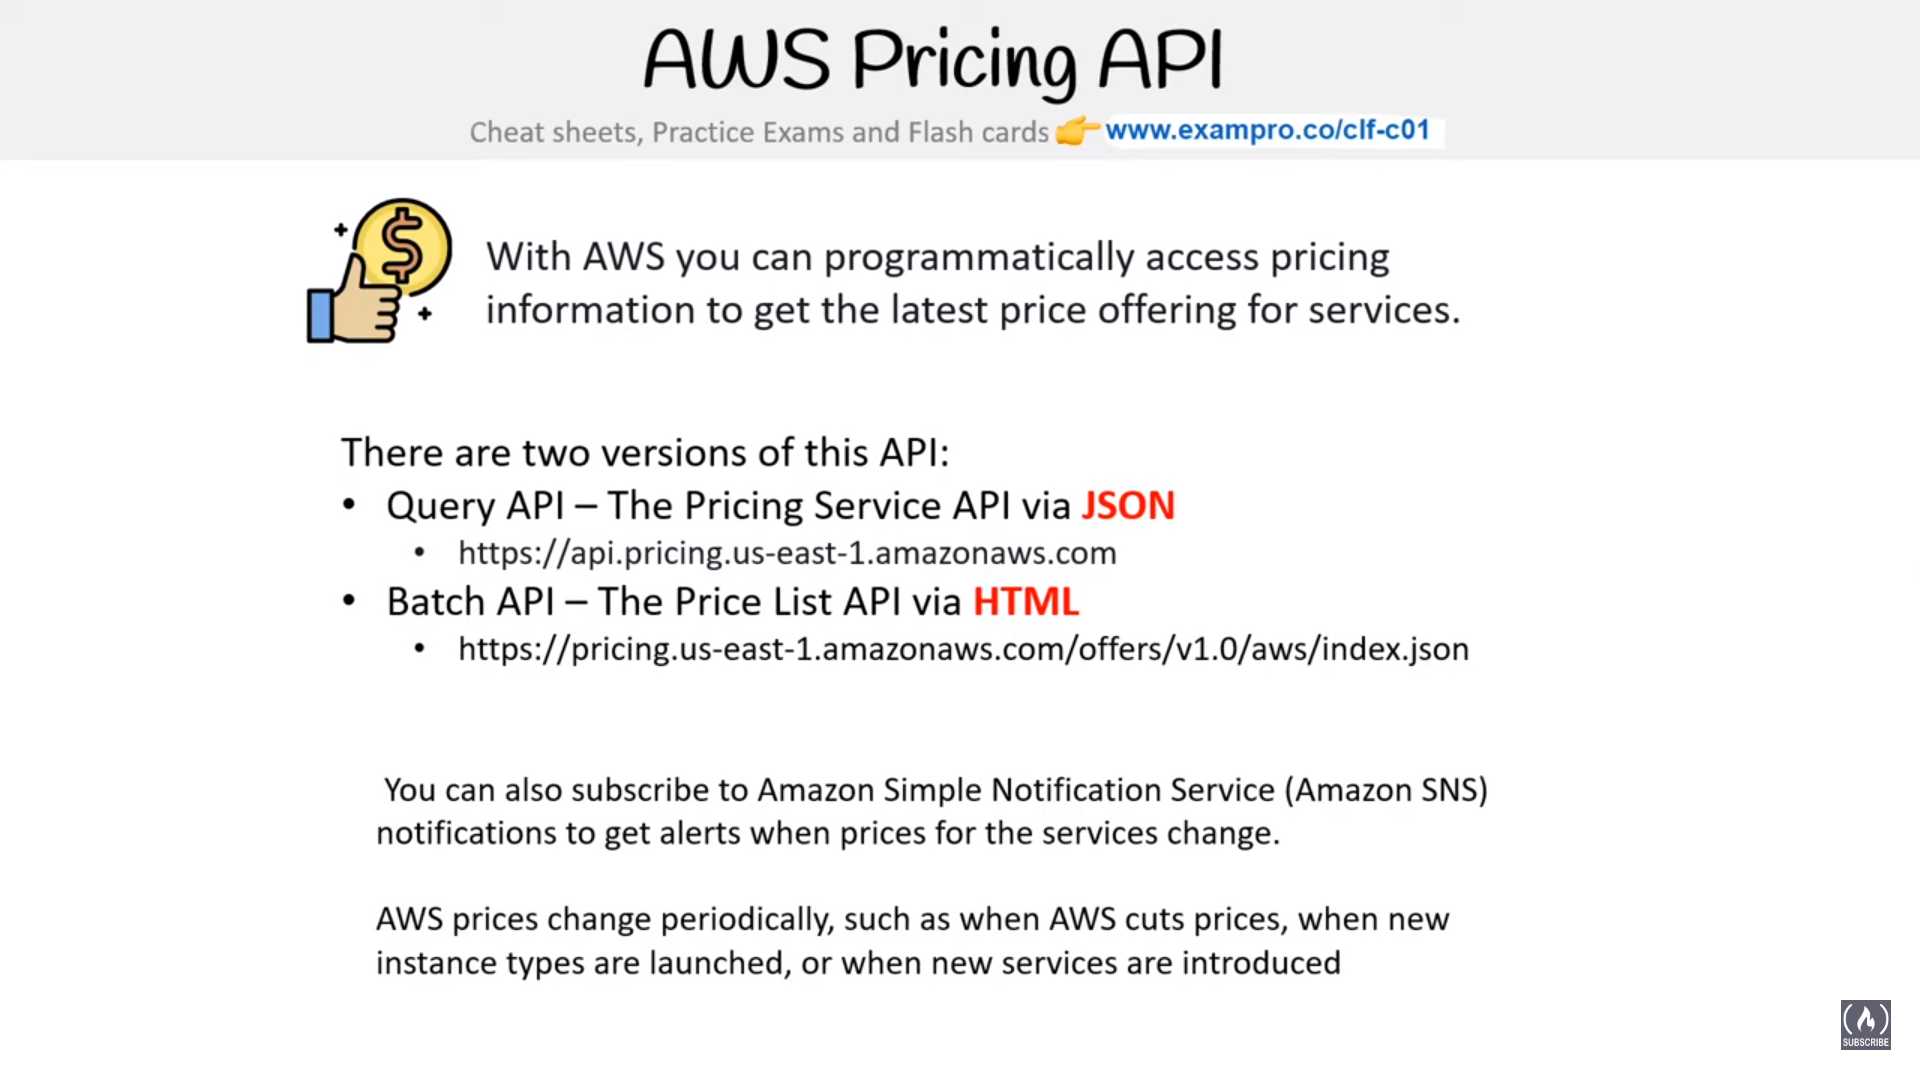 AWS Pricing API
Cheat sheets, Practice Exams and Flash cards 👉 www.exampro.co/clf-c01
With AWS you can programmatically access pricing
information to get the latest price offering for services.
There are two versions of this API:
• Query API – The Pricing Service API via JSON
• https://api.pricing.us-east-1.amazonaws.com
• Batch API – The Price List API via HTML
• https://pricing.us-east-1.amazonaws.com/offers/v1.0/aws/index.json
You can also subscribe to Amazon Simple Notification Service (Amazon SNS)
notifications to get alerts when prices for the services change.
AWS prices change periodically, such as when AWS cuts prices, when new
instance types are launched, or when new services are introduced
SUBSCRIBE